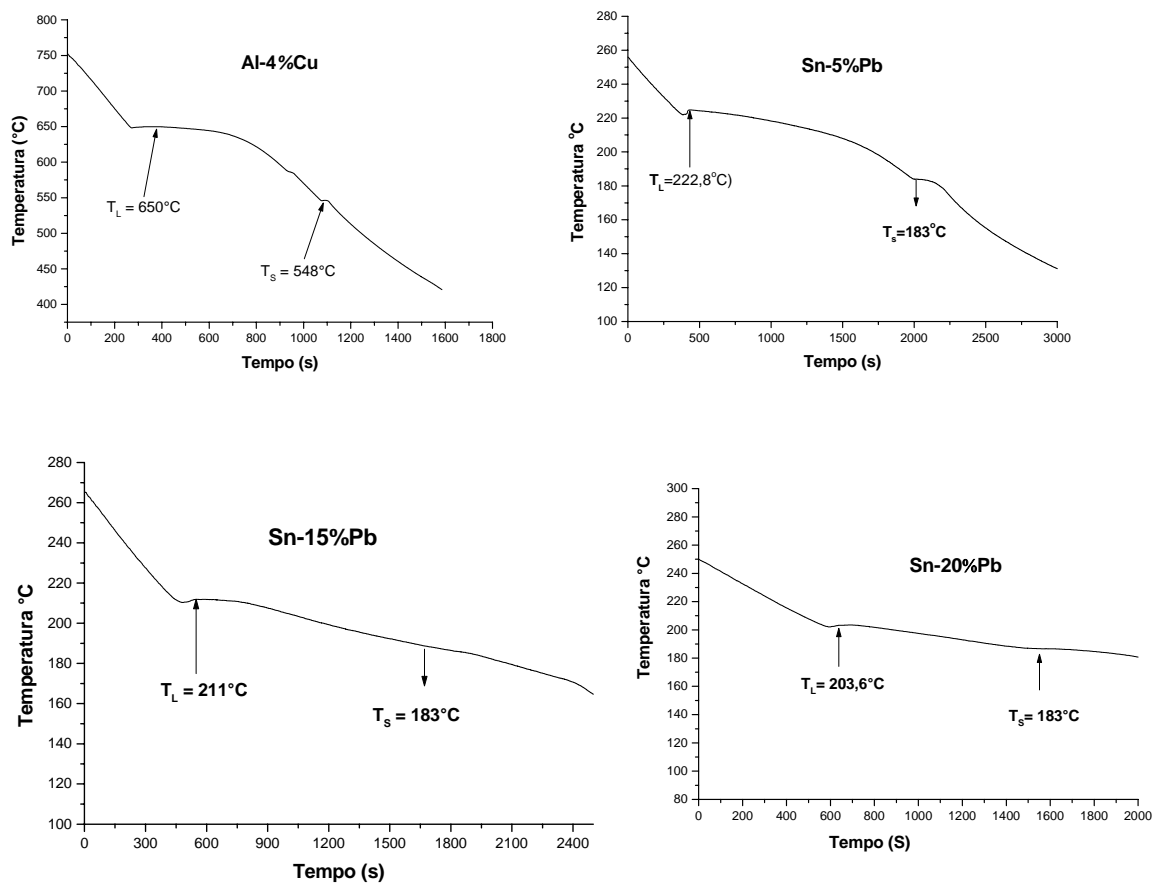 Al-4%Cu
800
750
700
650
600
550
500
450
400
Temperatura (°C)
T_L = 650°C
T_S = 548°C
0 200 400 600 800 1000 1200 1400 1600 1800
Tempo (s)
Sn-5%Pb
280
260
240
220
200
180
160
140
120
100
Temperatura °C
T_L=222,8°C)
T_s=183°C
0 500 1000 1500 2000 2500 3000
Tempo (s)
Sn-15%Pb
280
260
240
220
200
180
160
140
120
100
Temperatura °C
T_L = 211°C
T_S = 183°C
0 300 600 900 1200 1500 1800 2100 2400
Tempo (s)
Sn-20%Pb
300
280
260
240
220
200
180
160
140
120
100
80
Temperatura °C
T_L = 203,6°C
T_S= 183°C
0 200 400 600 800 1000 1200 1400 1600 1800 2000
Tempo (S)